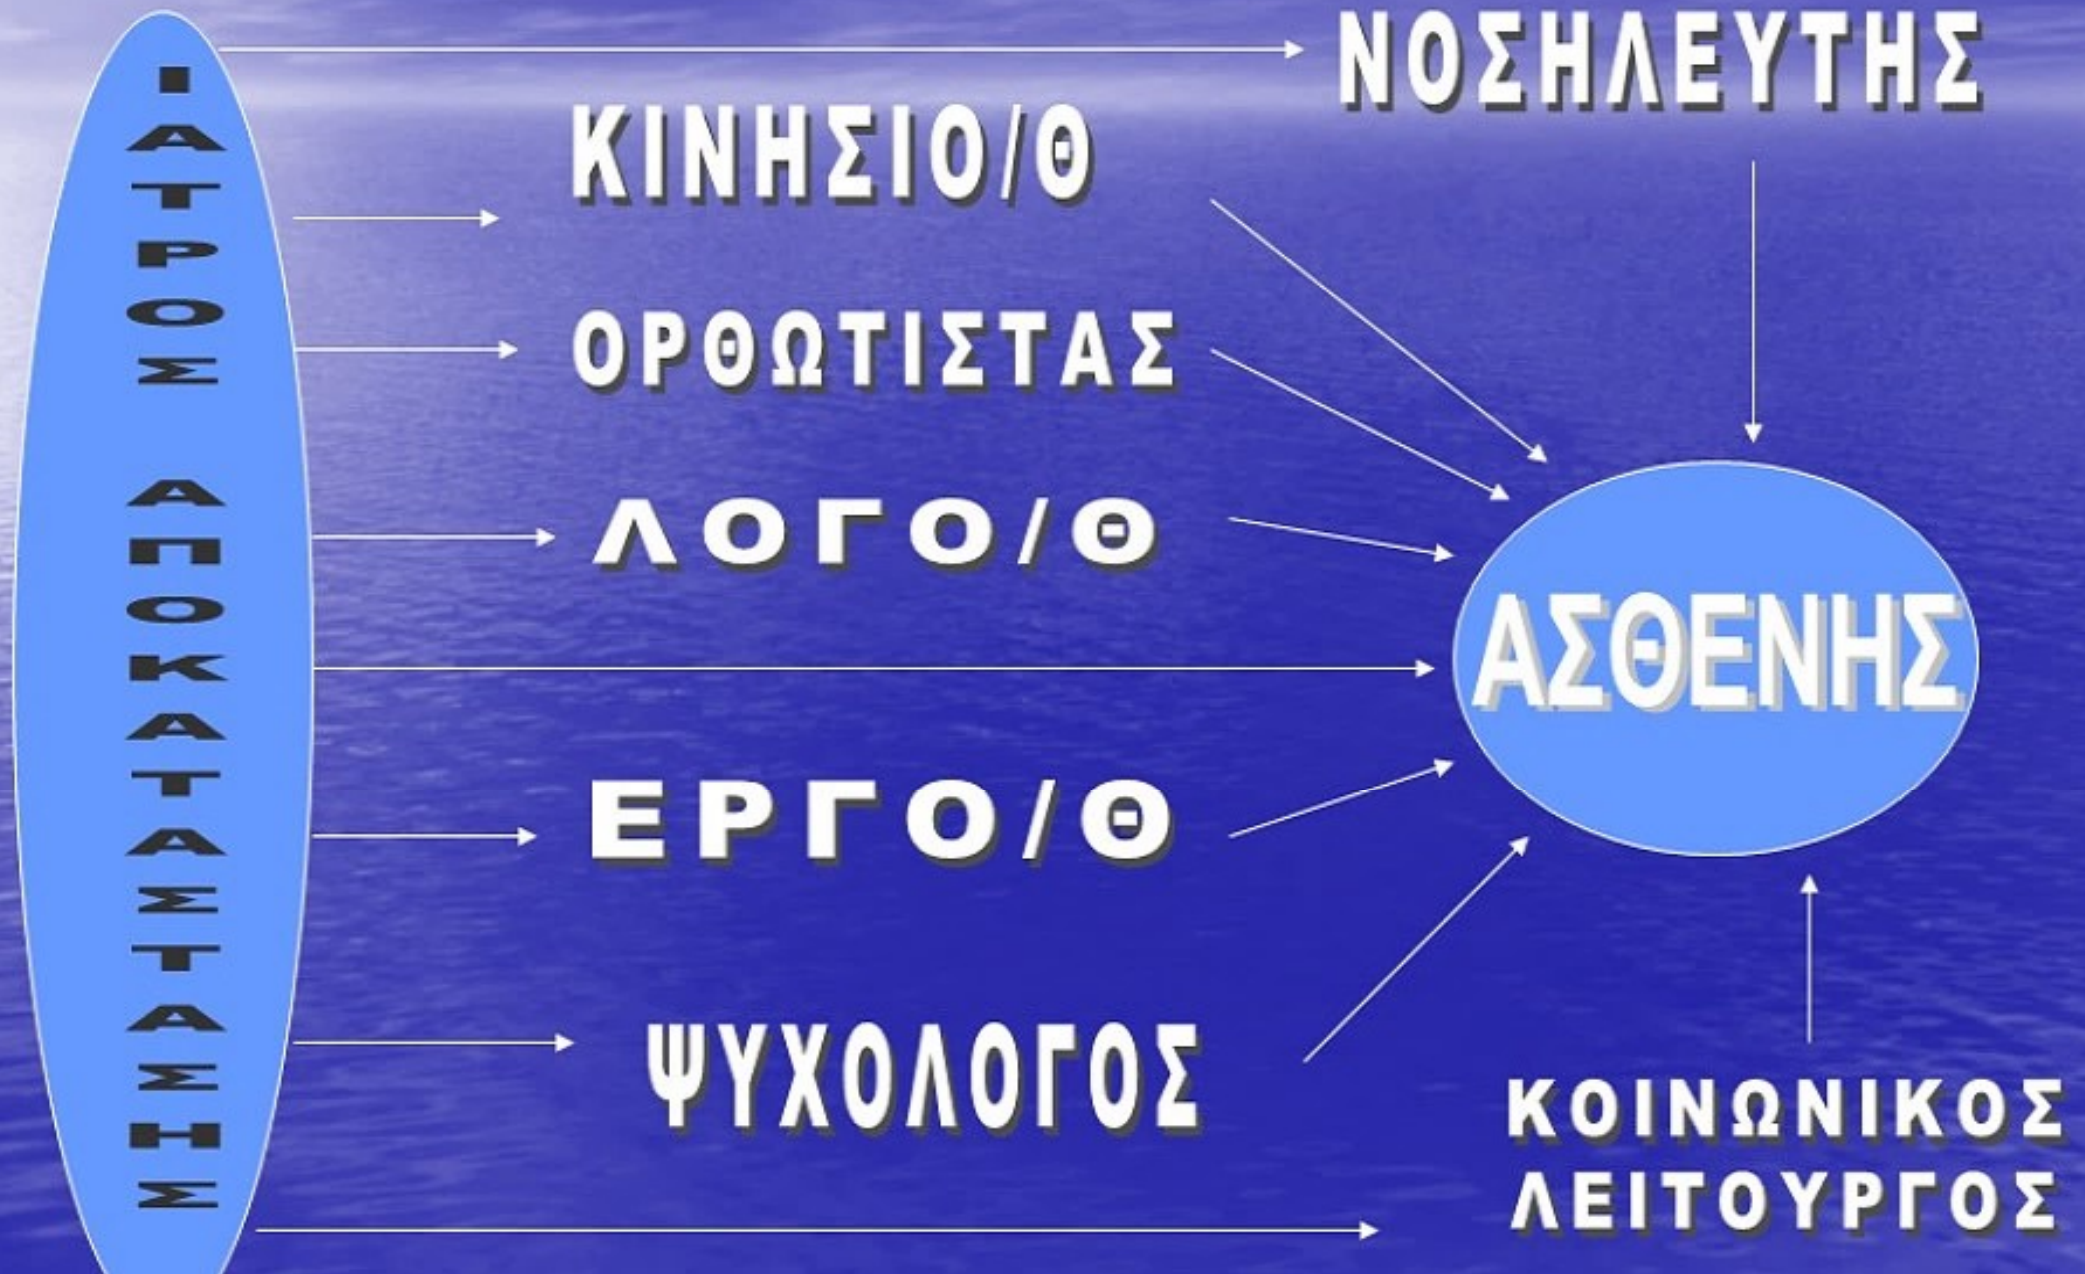 ΙΑΤΡΟΣ ΑΠΟΚΑΤΑΣΤΑΣΗΣ
ΝΟΣΗΛΕΥΤΗΣ
ΚΙΝΗΣΙΟ/Θ
ΟΡΘΩΤΙΣΤΑΣ
ΛΟΓΟ/Θ
ΑΣΘΕΝΗΣ
ΕΡΓΟ/Θ
ΨΥΧΟΛΟΓΟΣ
ΚΟΙΝΩΝΙΚΟΣ
ΛΕΙΤΟΥΡΓΟΣ